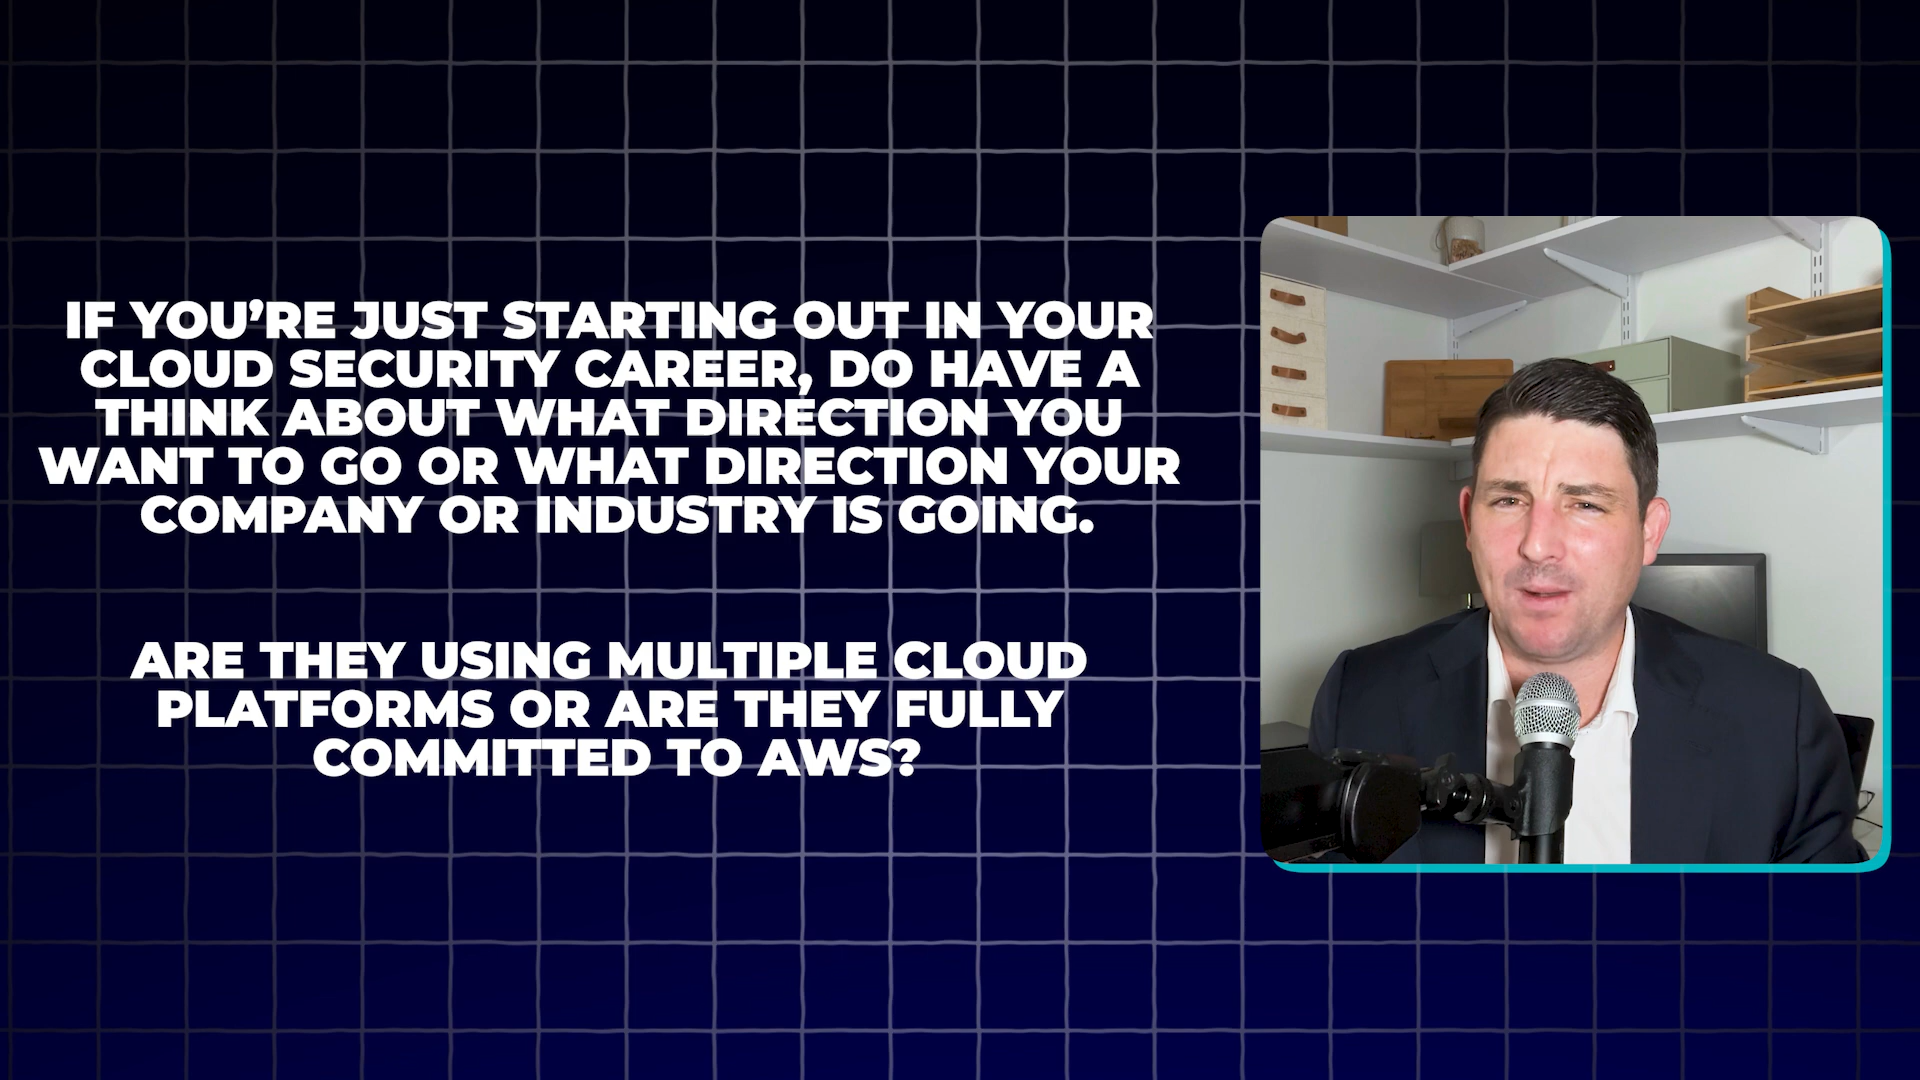 IF YOU’RE JUST STARTING OUT IN YOUR
CLOUD SECURITY CAREER, DO HAVE A
THINK ABOUT WHAT DIRECTION YOU
WANT TO GO OR WHAT DIRECTION YOUR
COMPANY OR INDUSTRY IS GOING.
ARE THEY USING MULTIPLE CLOUD
PLATFORMS OR ARE THEY FULLY
COMMITTED TO AWS?